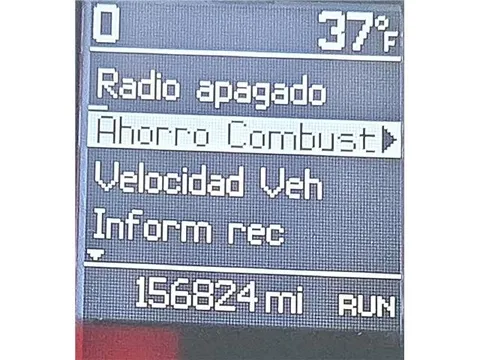 0 37°F
Radio apagado
Ahorro Combust
Velocidad Veh
Inform rec
156824 mi RUN